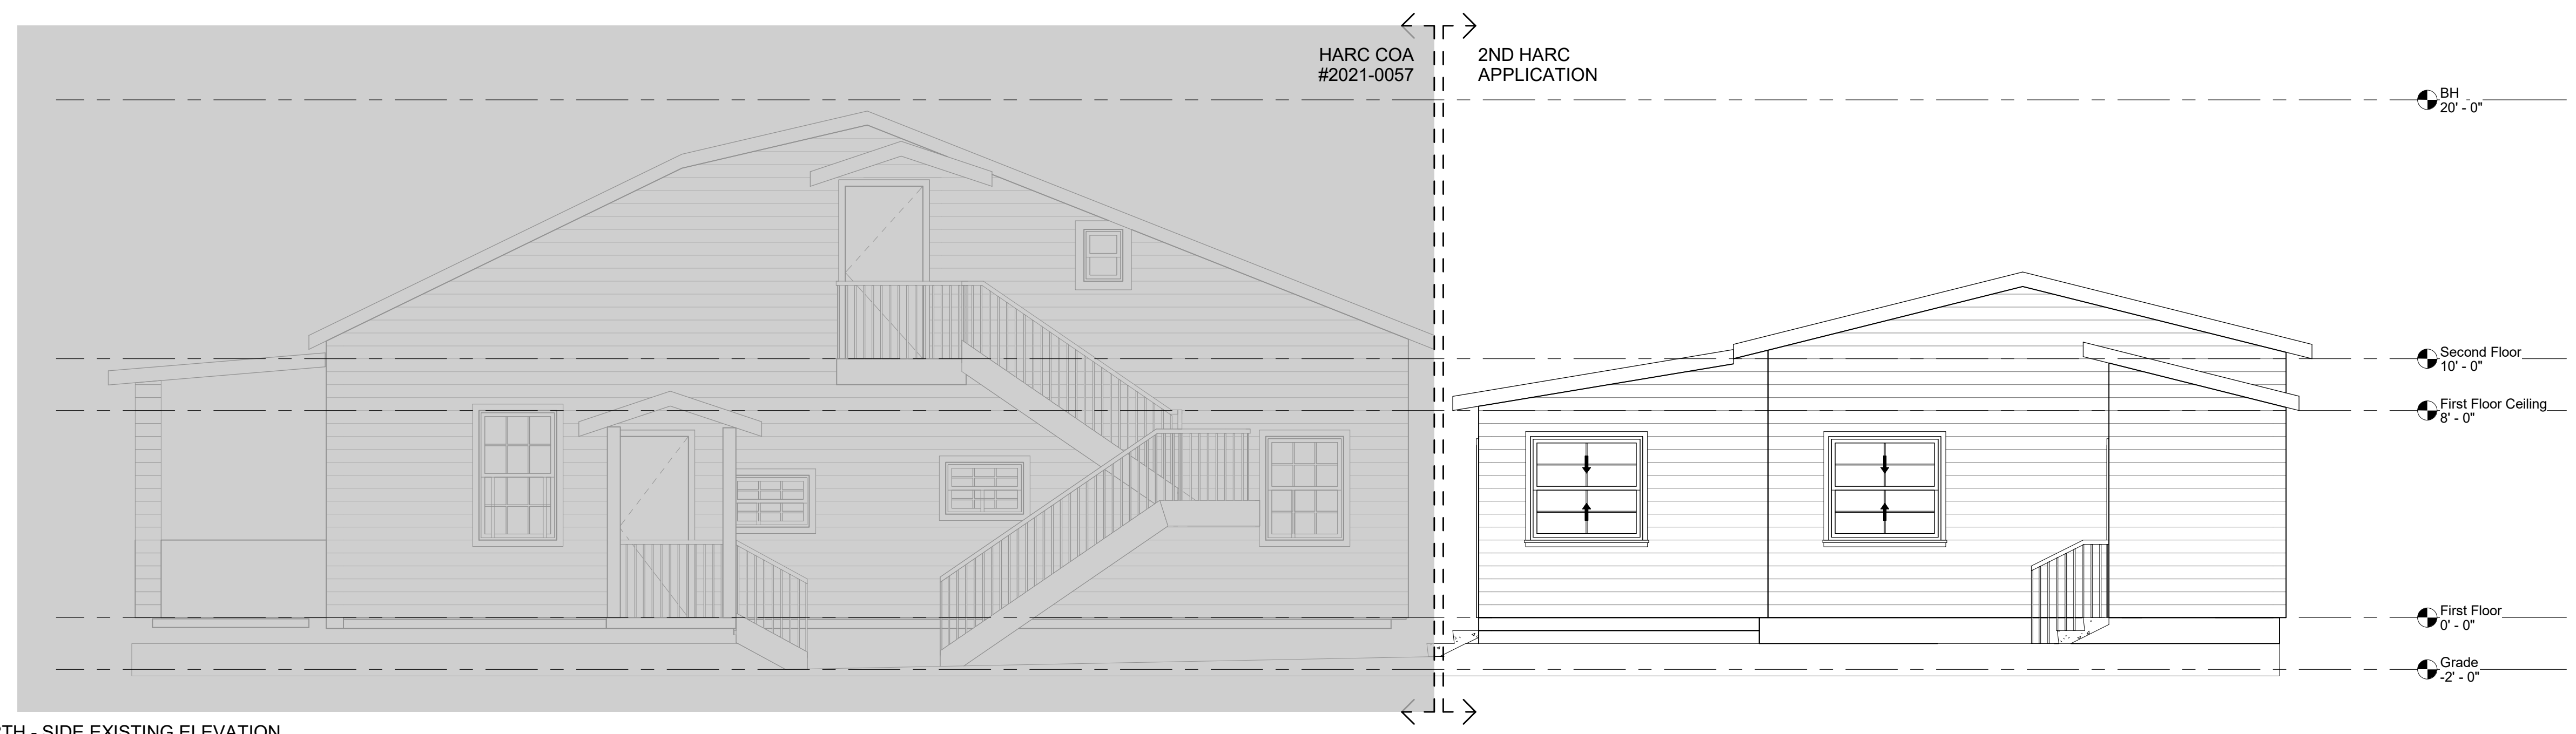 HARC COA
#2021-0057
2ND HARC
APPLICATION
BH
20' - 0"
Second Floor
10' - 0"
First Floor Ceiling
8' - 0"
First Floor
0' - 0"
Grade
-2' - 0"
- SIDE EXISTING ELEVATION